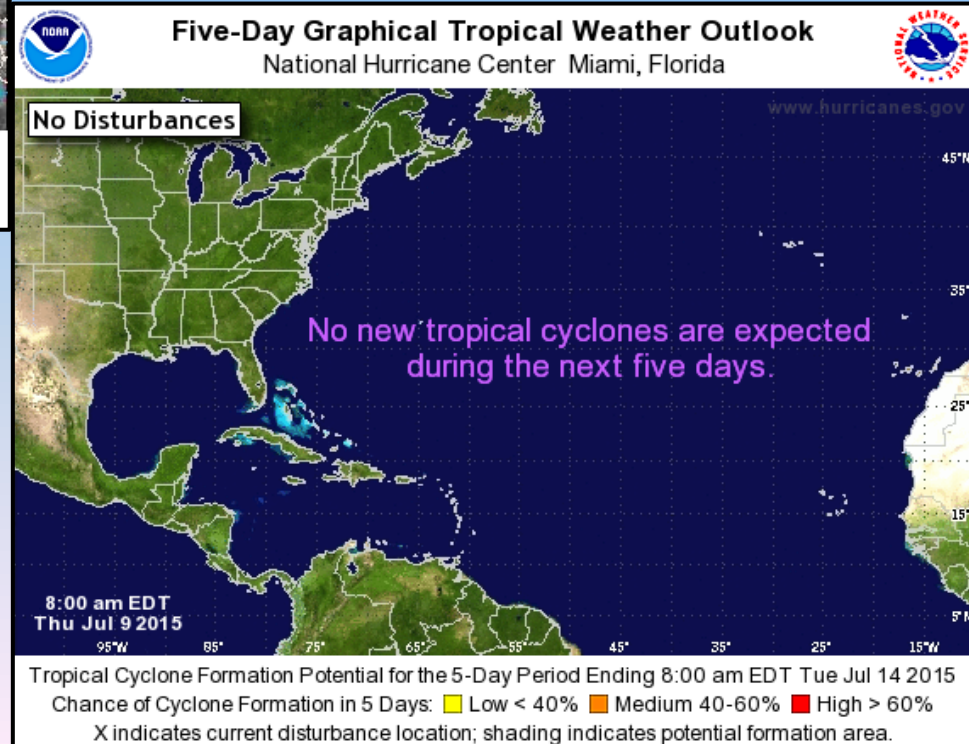 Five-Day Graphical Tropical Weather Outlook
National Hurricane Center Miami, Florida
NOAA
NATIONAL WEATHER SERVICE
No Disturbances
www.hurricanes.gov
45°N
35°
No new tropical cyclones are expected
during the next five days.
25°
15°
8:00 am EDT
Thu Jul 9 2015
5°N
95°W 85° 75° 65° 55° 45° 35° 25° 15°W
Tropical Cyclone Formation Potential for the 5-Day Period Ending 8:00 am EDT Tue Jul 14 2015
Chance of Cyclone Formation in 5 Days: Low < 40% Medium 40-60% High > 60%
X indicates current disturbance location; shading indicates potential formation area.